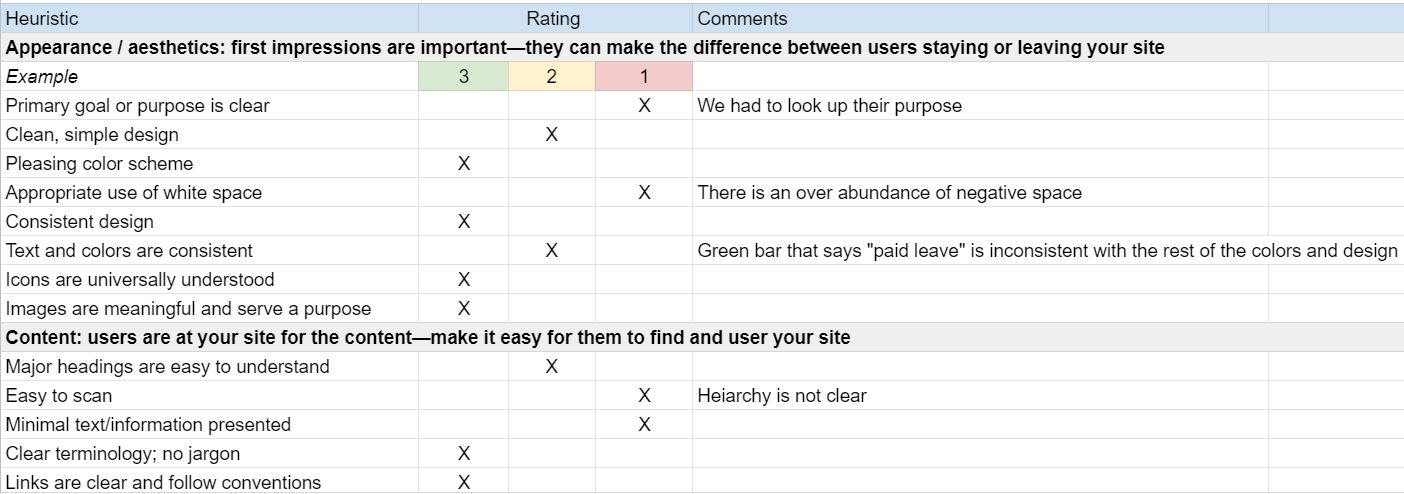 Heuristic Rating Comments
Appearance / aesthetics: first impressions are important—they can make the difference between users staying or leaving your site
Example 3 2 1
Primary goal or purpose is clear X We had to look up their purpose
Clean, simple design X
Pleasing color scheme X
Appropriate use of white space X There is an over abundance of negative space
Consistent design X
Text and colors are consistent X Green bar that says "paid leave" is inconsistent with the rest of the colors and design
Icons are universally understood X
Images are meaningful and serve a purpose X
Content: users are at your site for the content—make it easy for them to find and user your site
Major headings are easy to understand X
Easy to scan X Heiarchy is not clear
Minimal text/information presented X
Clear terminology; no jargon X
Links are clear and follow conventions X